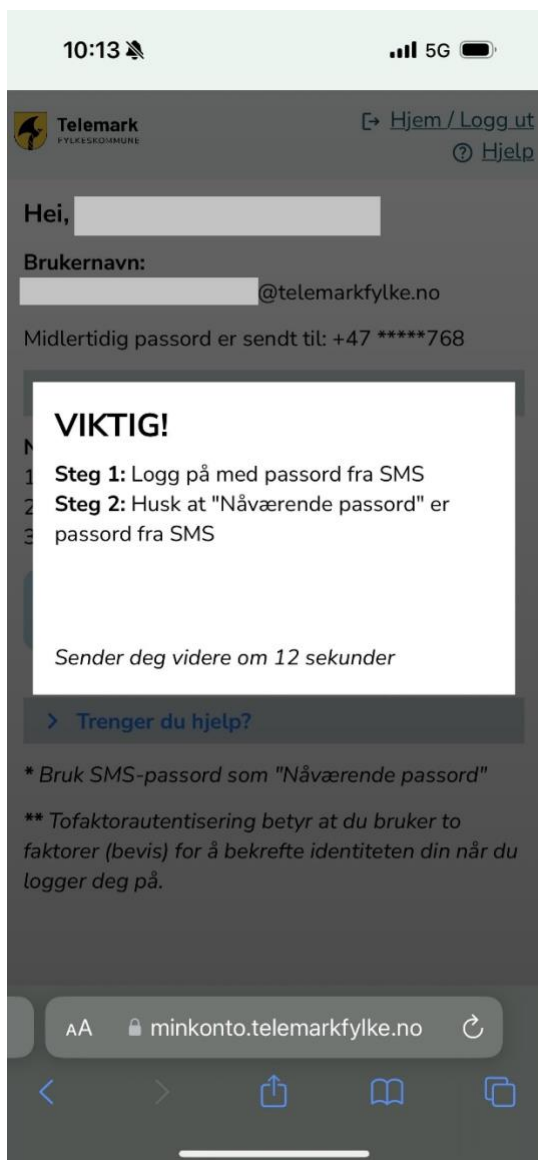 10:13
5G
Telemark
FYLKESKOMMUNE
Hjem / Logg ut
Hjelp
Hei,
Brukernavn:
@telemarkfylke.no
Midlertidig passord er sendt til: +47 *****768
N
1
2
3
VIKTIG!
Steg 1: Logg på med passord fra SMS
Steg 2: Husk at "Nåværende passord" er
passord fra SMS
Sender deg videre om 12 sekunder
> Trenger du hjelp?
* Bruk SMS-passord som "Nåværende passord"
** Tofaktorautentisering betyr at du bruker to
faktorer (bevis) for å bekrefte identiteten din når du
logger deg på.
AA minkonto.telemarkfylke.no